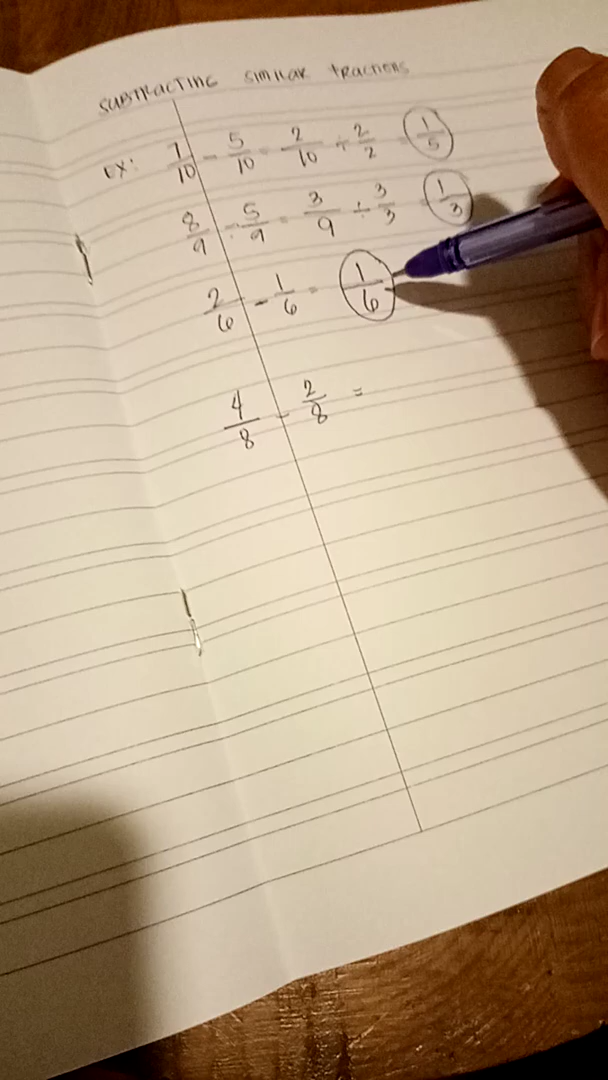 SUBTRACTING SIMILAR FRACTIONS
EX: 7/10 - 5/10 = 2/10 ÷ 2/2 = 1/5
8/9 - 5/9 = 3/9 ÷ 3/3 = 1/3
2/6 - 1/6 = 1/6
4/8 - 2/8 =